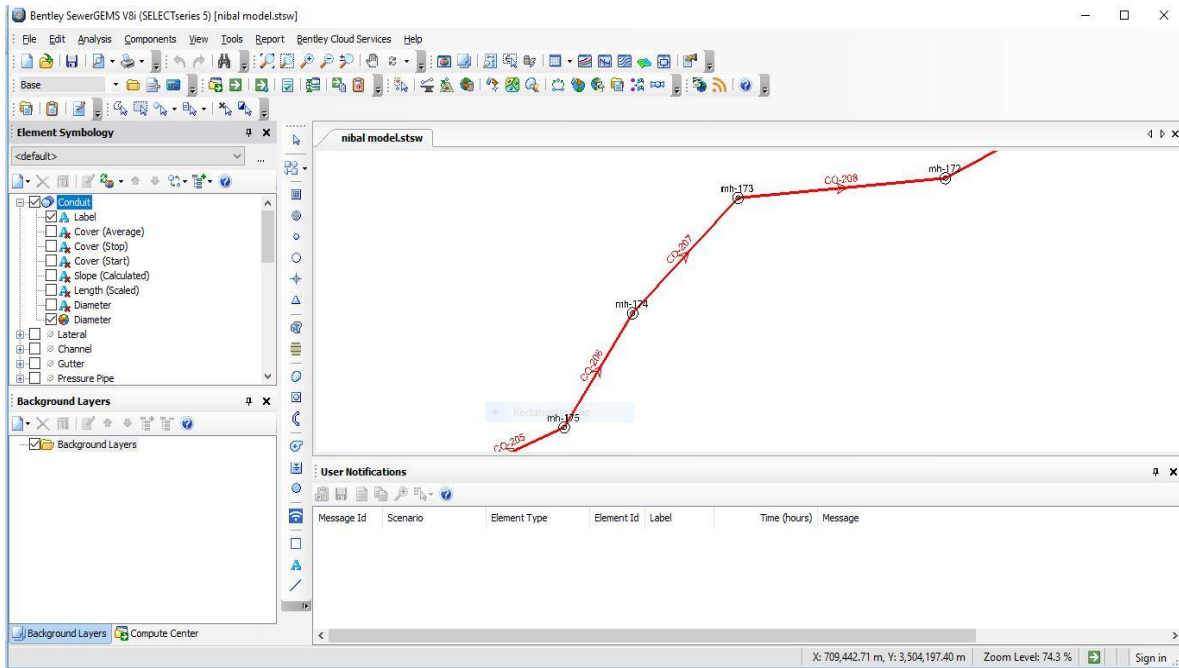 Bentley SewerGEMS V8i (SELECTseries 5) [nibal model.stsw]
File Edit Analysis Components View Tools Report Bentley Cloud Services Help
Base
Element Symbology
<default>
Conduit
Label
Cover (Average)
Cover (Stop)
Cover (Start)
Slope (Calculated)
Length (Scaled)
Diameter
Diameter
Lateral
Channel
Gutter
Pressure Pipe
Background Layers
Background Layers
Background Layers Compute Center
nibal model.stsw
mh-172
CO-208
mh-173
CO-207
mh-174
CO-206
mh-175
CO-205
User Notifications
Message Id Scenario Element Type Element Id Label Time (hours) Message
X: 709,442.71 m, Y: 3,504,197.40 m Zoom Level: 74.3 % Sign in